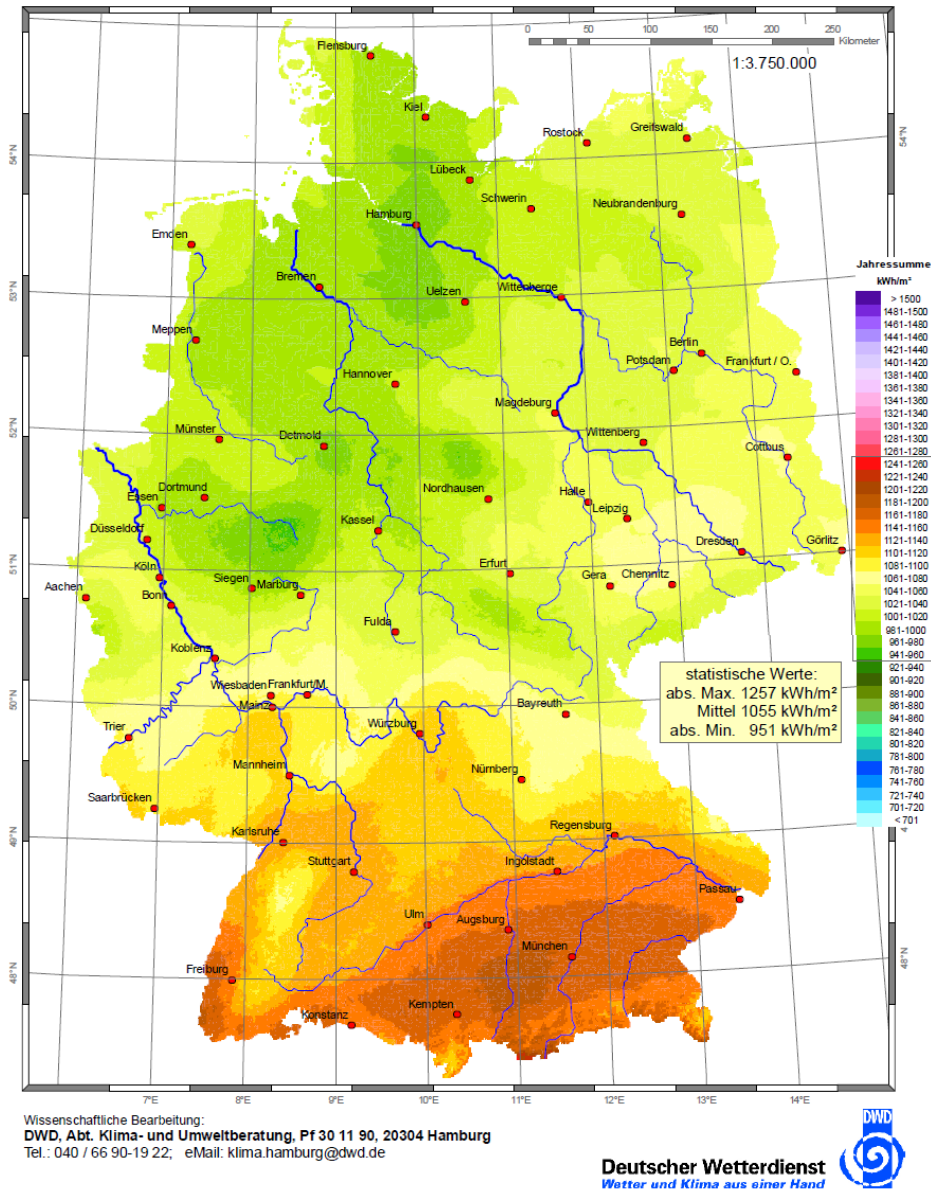 0 50 100 150 200 250 Kilometer
1:3.750.000
Flensburg
Kiel
Rostock
Greifswald
54°N
54°N
Lübeck
Schwerin
Neubrandenburg
Hamburg
Emden
Bremen
Uelzen
Wittenberge
53°N
Meppen
Berlin
Potsdam
Frankfurt / O.
Hannover
Magdeburg
52°N
Münster
Detmold
Wittenberg
Cottbus
Dortmund
Essen
Nordhausen
Halle
Leipzig
Düsseldorf
Kassel
Dresden
Görlitz
51°N
Köln
Siegen
Marburg
Erfurt
Gera
Chemnitz
Aachen
Bonn
Fulda
Koblenz
50°N
Wiesbaden
Frankfurt/M.
Mainz
Bayreuth
Trier
Würzburg
Mannheim
Nürnberg
Saarbrücken
49°N
Karlsruhe
Regensburg
Stuttgart
Ingolstadt
Passau
Ulm
Augsburg
München
48°N
48°N
Freiburg
Konstanz
Kempten
7°E 8°E 9°E 10°E 11°E 12°E 13°E 14°E
Jahressumme
kWh/m²
> 1500
1481-1500
1461-1480
1441-1460
1421-1440
1401-1420
1381-1400
1361-1380
1341-1360
1321-1340
1301-1320
1281-1300
1261-1280
1241-1260
1221-1240
1201-1220
1181-1200
1161-1180
1141-1160
1121-1140
1101-1120
1081-1100
1061-1080
1041-1060
1021-1040
1001-1020
981-1000
961-980
941-960
921-940
901-920
881-900
861-880
841-860
821-840
801-820
781-800
761-780
741-760
721-740
701-720
< 701
statistische Werte:
abs. Max. 1257 kWh/m²
Mittel 1055 kWh/m²
abs. Min. 951 kWh/m²
Wissenschaftliche Bearbeitung:
DWD, Abt. Klima- und Umweltberatung, Pf 30 11 90, 20304 Hamburg
Tel.: 040 / 66 90-19 22; eMail: klima.hamburg@dwd.de
DWD
Deutscher Wetterdienst
Wetter und Klima aus einer Hand